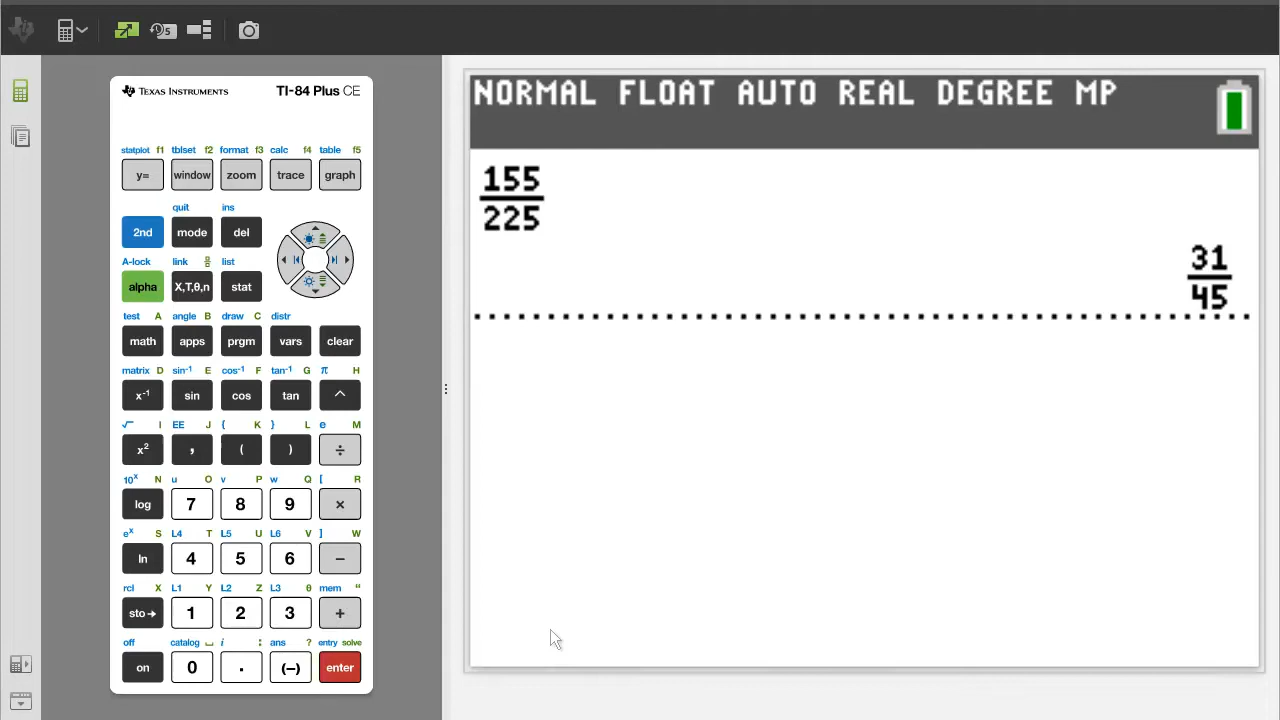 TEXAS INSTRUMENTS TI-84 Plus CE
statplot f1 tblset f2 format f3 calc f4 table f5
y= window zoom trace graph
quit ins
2nd mode del
A-lock link list
alpha X,T,θ,n stat
test A angle B draw C distr
math apps prgm vars clear
matrix D sin-1 E cos-1 F tan-1 G π H
x-1 sin cos tan ^
√ I EE J { K } L e M
x² , ( ) ÷
10x N u O v P w Q [ R
log 7 8 9 ×
ex S L4 T L5 U L6 V ] W
ln 4 5 6 −
rcl X L1 Y L2 Z L3 θ mem “
sto→ 1 2 3 +
off catalog ⎵ i : ans ? entry solve
on 0 . (−) enter
NORMAL FLOAT AUTO REAL DEGREE MP
155
225
31
45